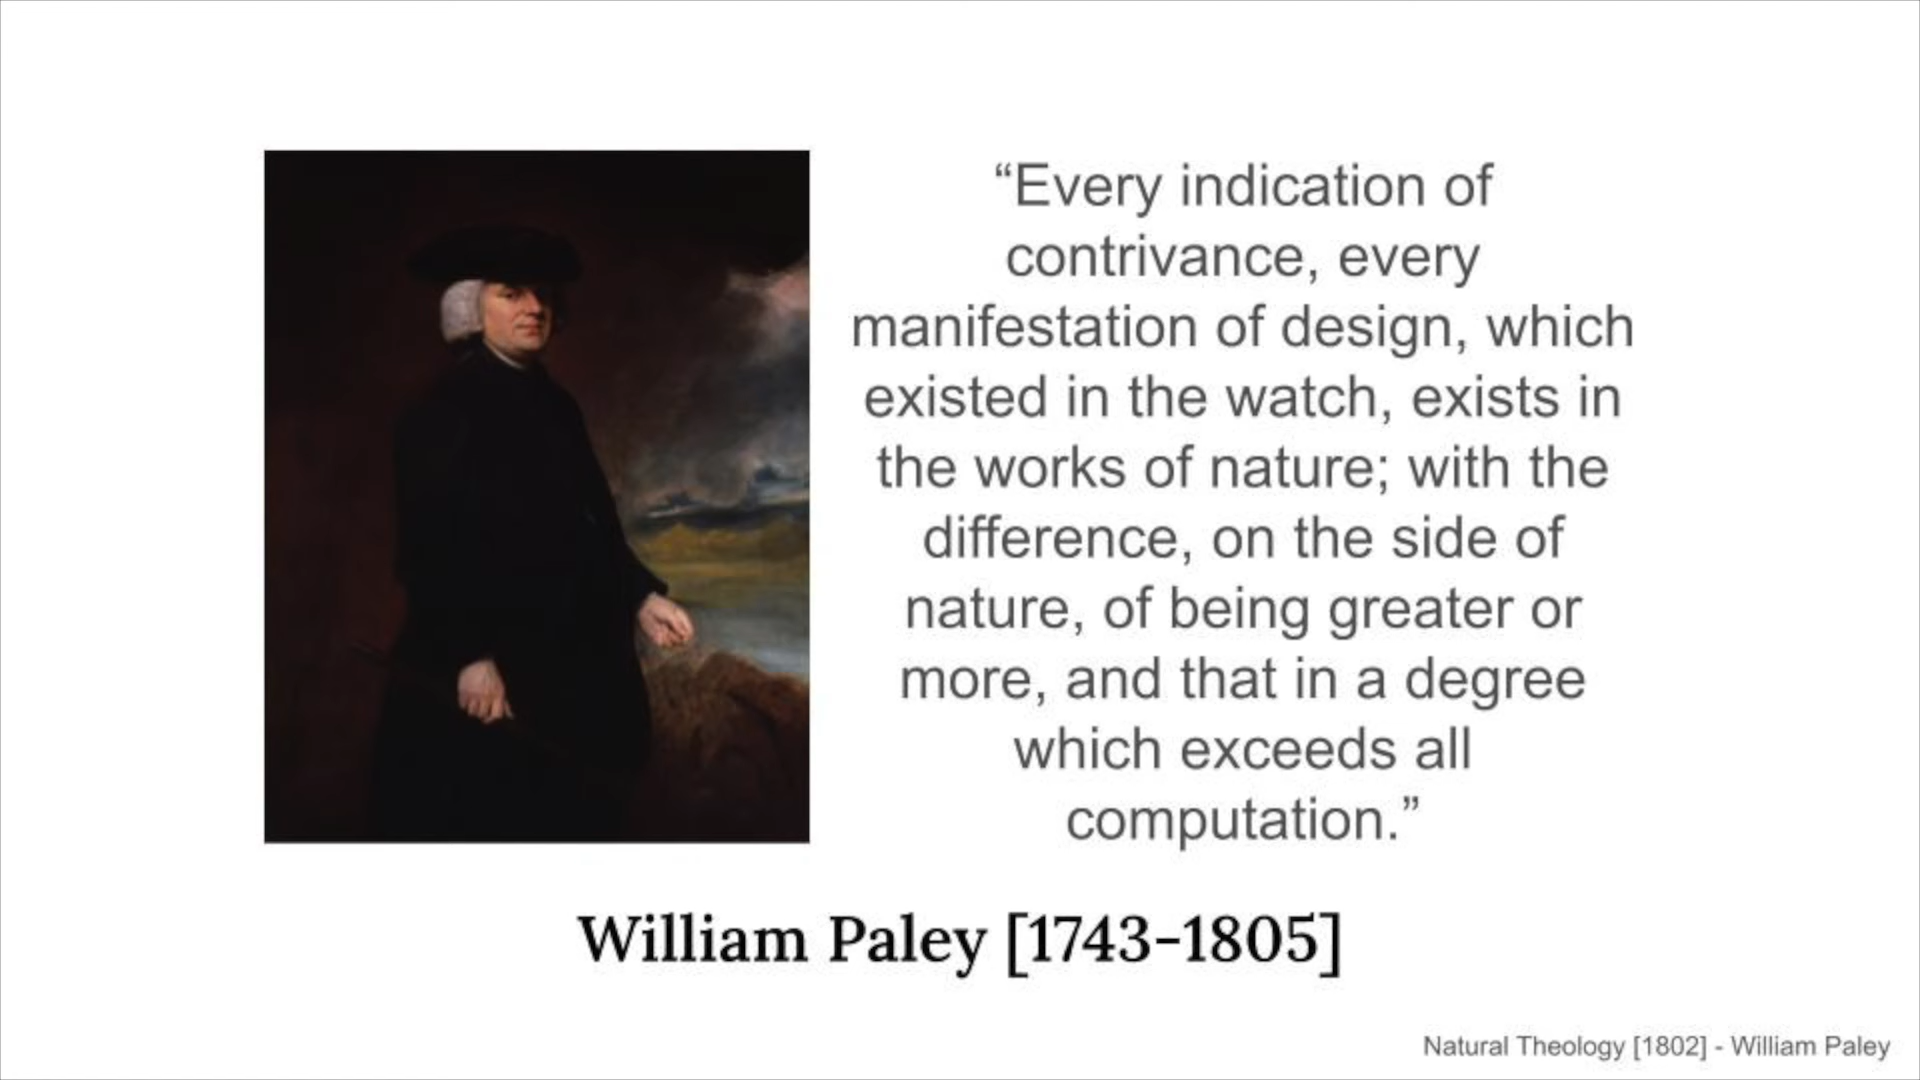 “Every indication of
contrivance, every
manifestation of design, which
existed in the watch, exists in
the works of nature; with the
difference, on the side of
nature, of being greater or
more, and that in a degree
which exceeds all
computation.”
William Paley [1743-1805]
Natural Theology [1802] - William Paley